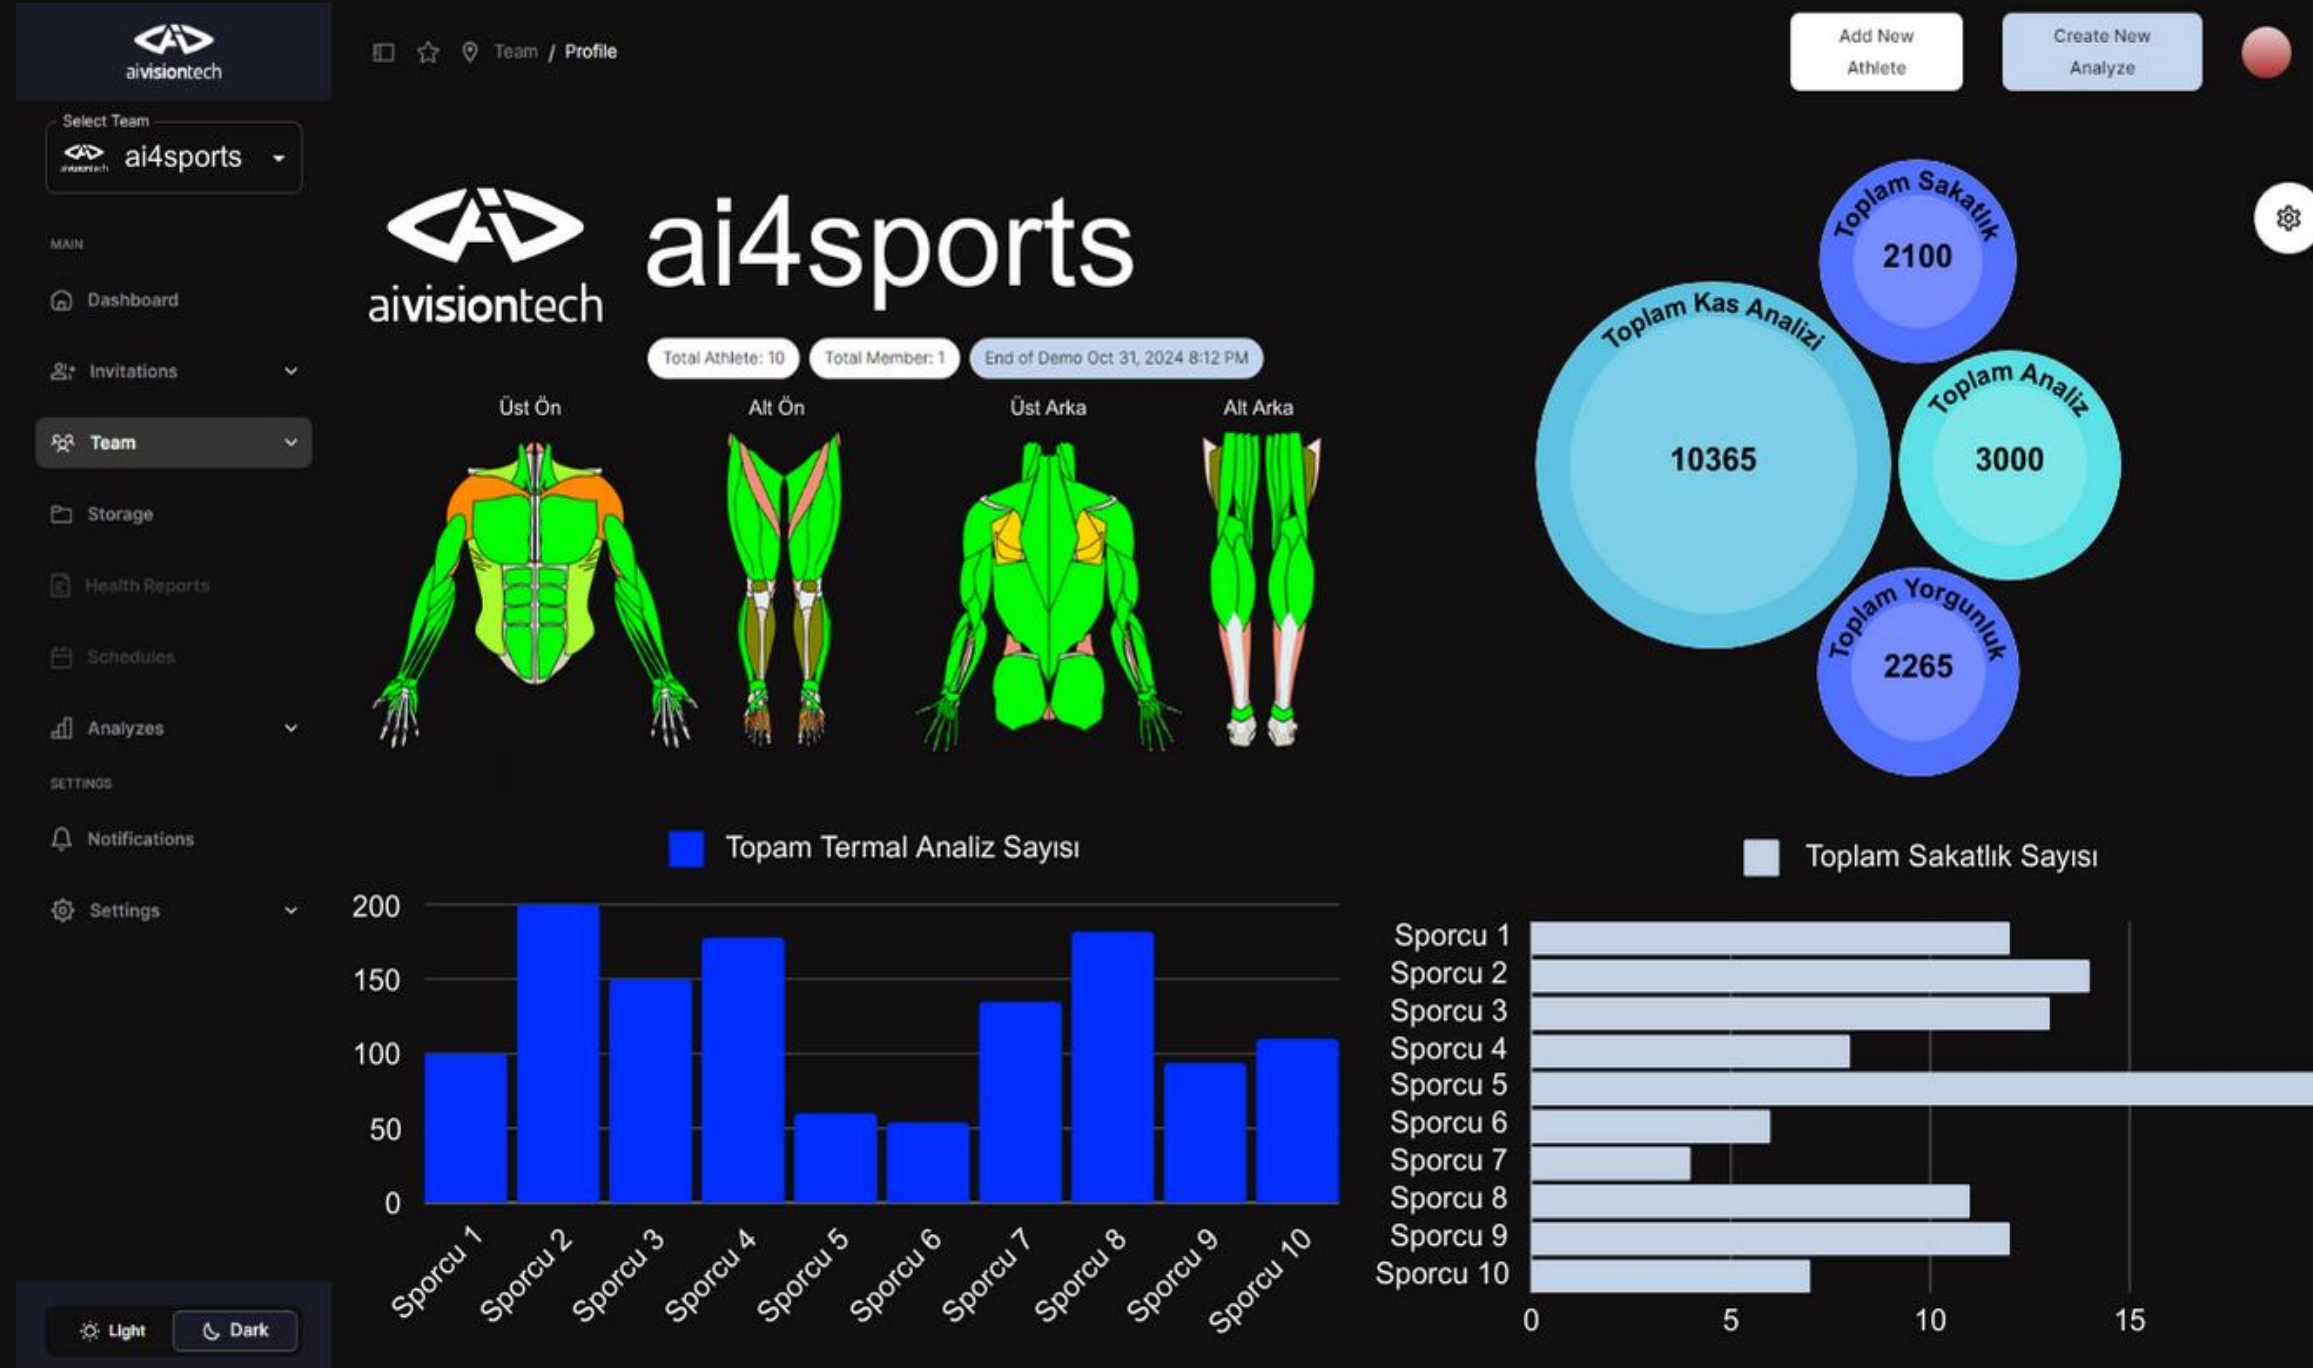 aivisiontech
Team / Profile
Add New
Athlete
Create New
Analyze
Select Team
aivisiontech
ai4sports
MAIN
Dashboard
Invitations
Team
Storage
Health Reports
Schedules
Analyzes
SETTINGS
Notifications
Settings
Light
Dark
aivisiontech
ai4sports
Total Athlete: 10
Total Member: 1
End of Demo Oct 31, 2024 8:12 PM
Üst Ön
Alt Ön
Üst Arka
Alt Arka
Toplam Sakatlık
2100
Toplam Kas Analizi
10365
Toplam Analiz
3000
Toplam Yorgunluk
2265
Topam Termal Analiz Sayısı
200
150
100
50
0
Sporcu 1
Sporcu 2
Sporcu 3
Sporcu 4
Sporcu 5
Sporcu 6
Sporcu 7
Sporcu 8
Sporcu 9
Sporcu 10
Toplam Sakatlık Sayısı
Sporcu 1
Sporcu 2
Sporcu 3
Sporcu 4
Sporcu 5
Sporcu 6
Sporcu 7
Sporcu 8
Sporcu 9
Sporcu 10
0 5 10 15